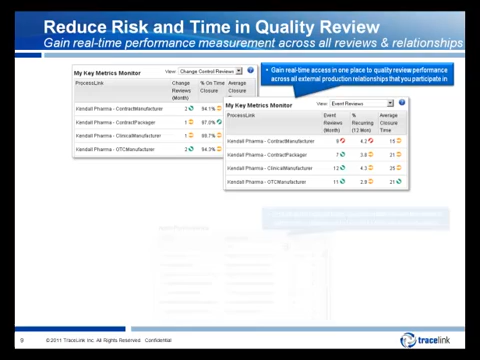 Reduce Risk and Time in Quality Review
Gain real-time performance measurement across all reviews & relationships
My Key Metrics Monitor
View: Change Control Reviews
ProcessLink
Change Reviews (Month)
% On Time Closure
Average Closure
Kendall Pharma - ContractManufacturer 2 94.1%
Kendall Pharma - ContractPackager 1 97.0%
Kendall Pharma - ClinicalManufacturer 1
Kendall Pharma - OTCManufacturer 2 94.3%
• Gain real-time access in one place to quality review performance
across all external production relationships that you participate in
My Key Metrics Monitor
View: Event Reviews
ProcessLink
Event Reviews (Month)
% Recurring (12 Mon)
Average Closure Time
Kendall Pharma - ContractManufacturer 4.2 15
Kendall Pharma - ContractPackager 7 3.8 21
Kendall Pharma - ClinicalManufacturer 12 4.3 25
Kendall Pharma - OTCManufacturer 11 2.8 21
9
© 2011 TraceLink Inc. All Rights Reserved Confidential
tracelink